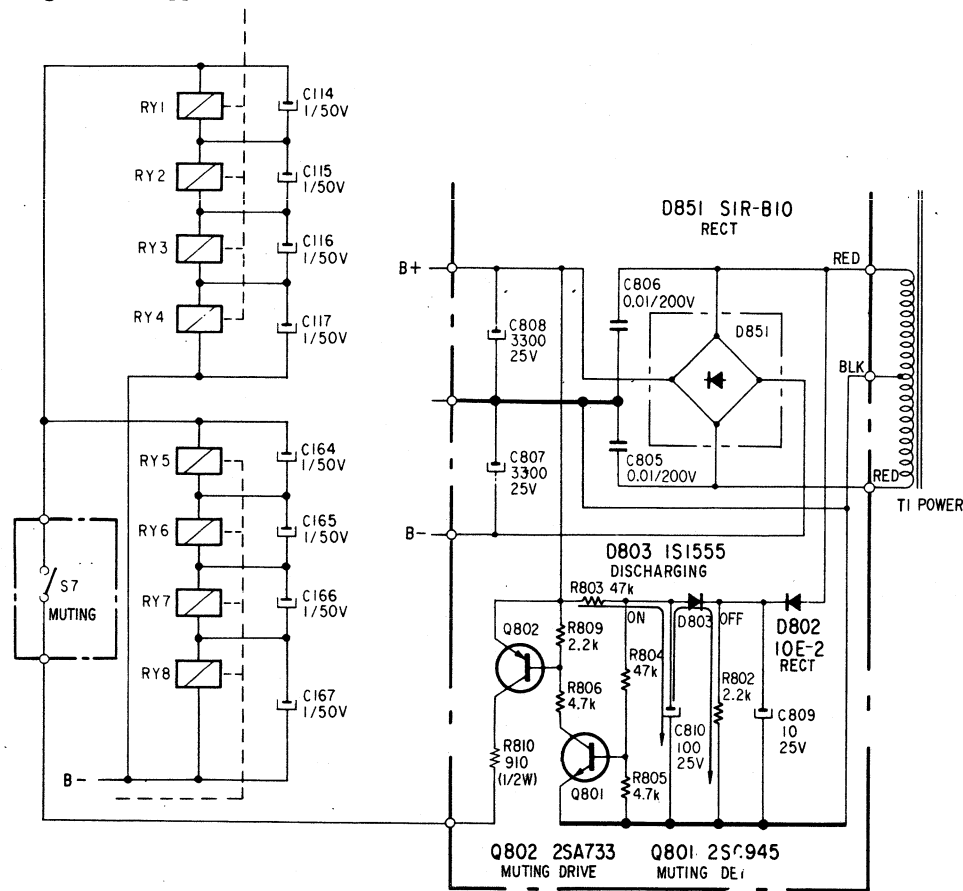 RY1
C114
1/50V
RY2
C115
1/50V
RY3
C116
1/50V
RY4
C117
1/50V
RY5
C164
1/50V
RY6
C165
1/50V
RY7
C166
1/50V
RY8
C167
1/50V
S7
MUTING
B-
D851 SIR-B10
RECT
B+
RED
C806
0.01/200V
C808
3300
25V
D851
BLK
C807
3300
25V
C805
0.01/200V
RED
T1 POWER
B-
D803 1S1555
DISCHARGING
R803 47k
ON
D803
OFF
D802
10E-2
RECT
Q802
R809
2.2k
R804
47k
R802
2.2k
R806
4.7k
C810
100
25V
C809
10
25V
R810
910
(1/2W)
Q801
R805
4.7k
Q802 2SA733
MUTING DRIVE
Q801 2SC945
MUTING